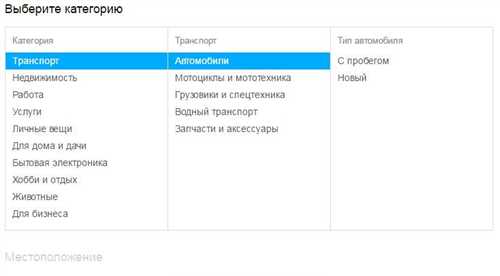 Выберите категорию
Категория
Транспорт
Недвижимость
Работа
Услуги
Личные вещи
Для дома и дачи
Бытовая электроника
Хобби и отдых
Животные
Для бизнеса
Транспорт
Автомобили
Мотоциклы и мототехника
Грузовики и спецтехника
Водный транспорт
Запчасти и аксессуары
Тип автомобиля
С пробегом
Новый
Местоположение